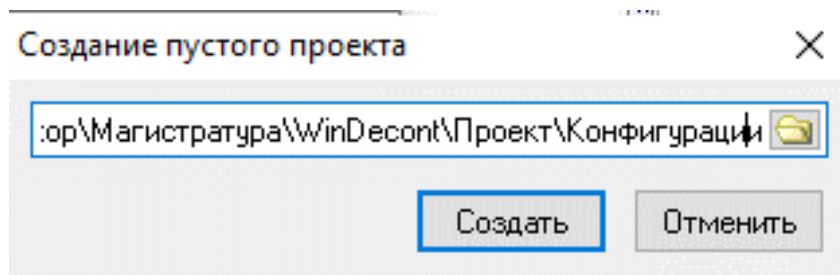 Создание пустого проекта
:op\Магистратура\WinDecont\Проект\Конфигурации
Создать Отменить